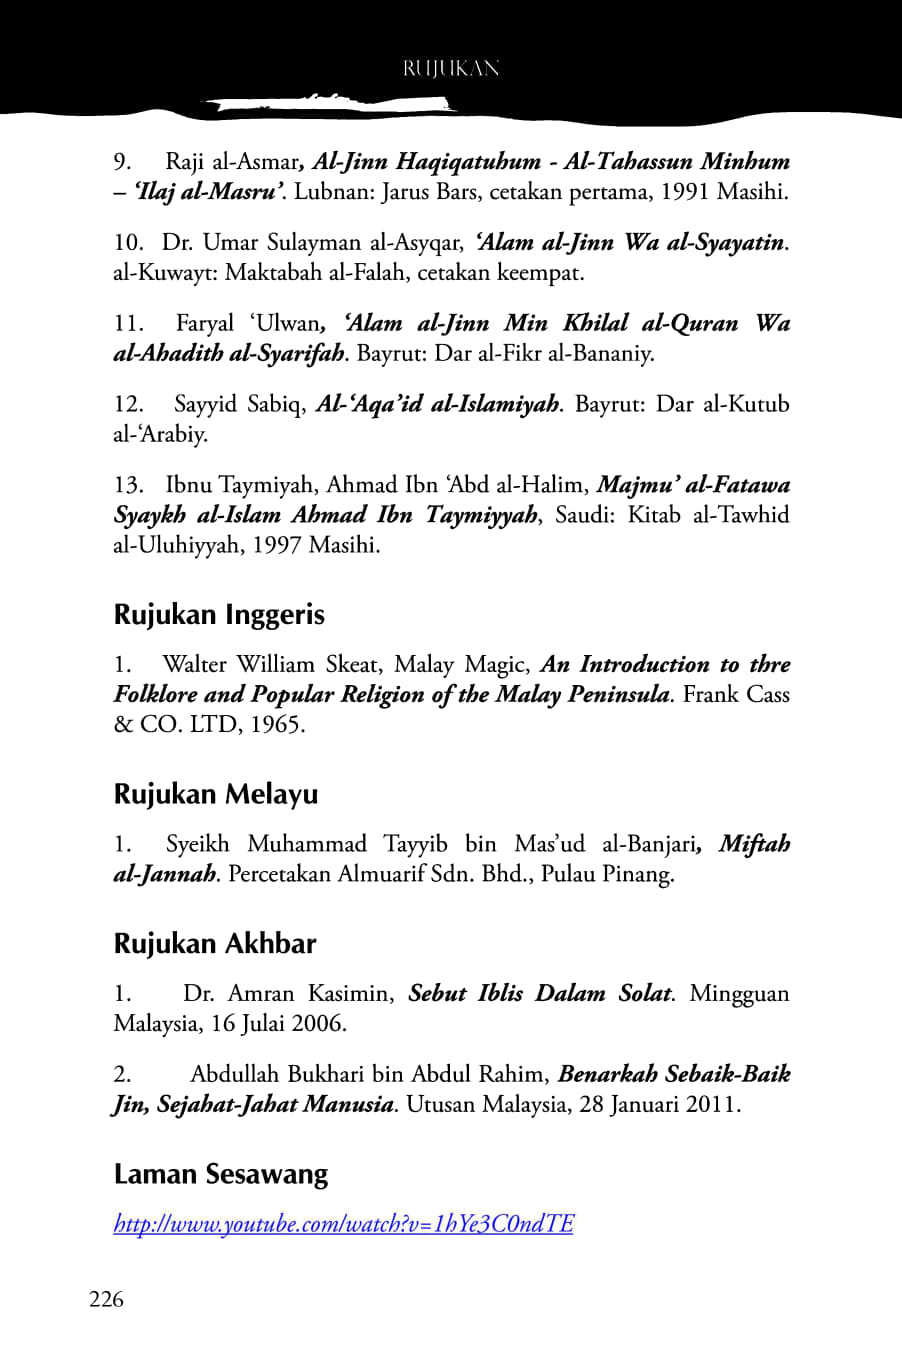 RUJUKAN
9. Raji al-Asmar, Al-Jinn Haqiqatuhum - Al-Tahassun Minhum
– ‘Ilaj al-Masru’. Lubnan: Jarus Bars, cetakan pertama, 1991 Masihi.
10. Dr. Umar Sulayman al-Asyqar, ‘Alam al-Jinn Wa al-Syayatin.
al-Kuwayt: Maktabah al-Falah, cetakan keempat.
11. Faryal ‘Ulwan, ‘Alam al-Jinn Min Khilal al-Quran Wa
al-Ahadith al-Syarifah. Bayrut: Dar al-Fikr al-Bananiy.
12. Sayyid Sabiq, Al-‘Aqa’id al-Islamiyah. Bayrut: Dar al-Kutub
al-‘Arabiy.
13. Ibnu Taymiyah, Ahmad Ibn ‘Abd al-Halim, Majmu’ al-Fatawa
Syaykh al-Islam Ahmad Ibn Taymiyyah, Saudi: Kitab al-Tawhid
al-Uluhiyyah, 1997 Masihi.
Rujukan Inggeris
1. Walter William Skeat, Malay Magic, An Introduction to thre
Folklore and Popular Religion of the Malay Peninsula. Frank Cass
& CO. LTD, 1965.
Rujukan Melayu
1. Syeikh Muhammad Tayyib bin Mas’ud al-Banjari, Miftah
al-Jannah. Percetakan Almuarif Sdn. Bhd., Pulau Pinang.
Rujukan Akhbar
1. Dr. Amran Kasimin, Sebut Iblis Dalam Solat. Mingguan
Malaysia, 16 Julai 2006.
2. Abdullah Bukhari bin Abdul Rahim, Benarkah Sebaik-Baik
Jin, Sejahat-Jahat Manusia. Utusan Malaysia, 28 Januari 2011.
Laman Sesawang
http://www.youtube.com/watch?v=1hYe3C0ndTE
226